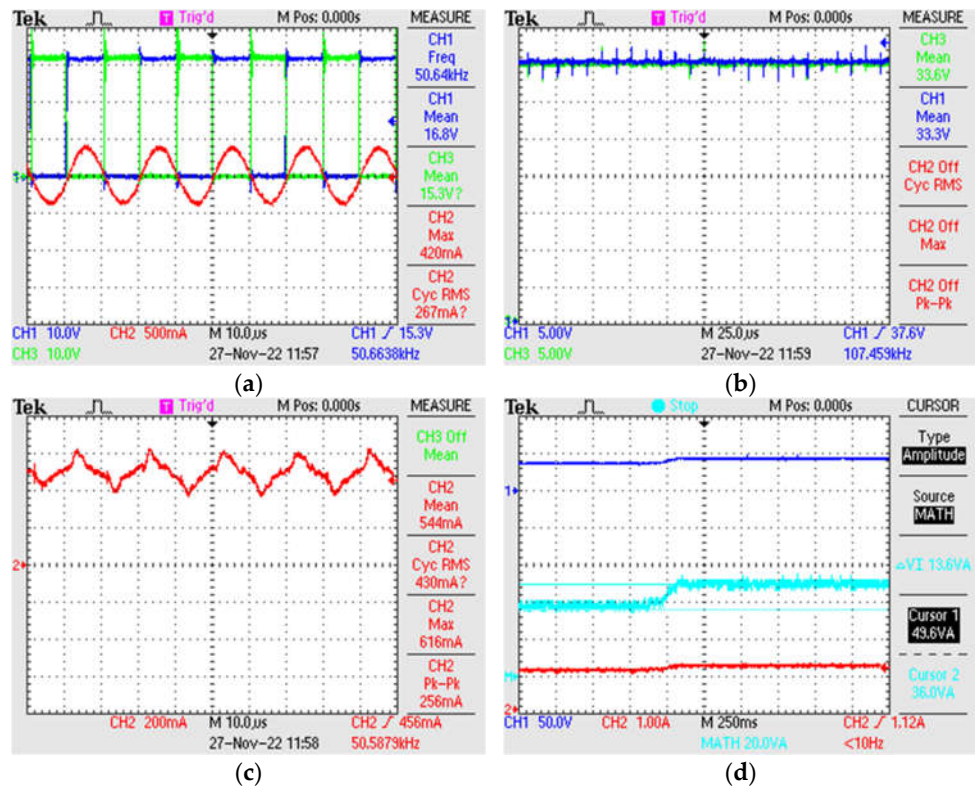 Tek
T Trig'd
M Pos: 0.000s
MEASURE
CH1
Freq
50.64kHz
CH1
Mean
16.8V
CH3
Mean
15.3V?
CH2
Max
420mA
CH2
Cyc RMS
267mA?
1
CH1 10.0V
CH2 500mA
M 10.0µs
CH1 / 15.3V
CH3 10.0V
27-Nov-22 11:57
50.6638kHz
(a)
Tek
T Trig'd
M Pos: 0.000s
MEASURE
CH3
Mean
33.6V
CH1
Mean
33.3V
CH2 Off
Cyc RMS
CH2 Off
Max
CH2 Off
Pk-Pk
1
CH1 5.00V
M 25.0µs
CH1 / 37.6V
CH3 5.00V
27-Nov-22 11:59
107.459kHz
(b)
Tek
T Trig'd
M Pos: 0.000s
MEASURE
CH3 Off
Mean
CH2
Mean
544mA
CH2
Cyc RMS
430mA?
CH2
Max
616mA
CH2
Pk-Pk
256mA
2
CH2 200mA
M 10.0µs
CH2 / 456mA
27-Nov-22 11:58
50.5879kHz
(c)
Tek
Stop
M Pos: 0.000s
CURSOR
Type
Amplitude
Source
MATH
△VI 13.6VA
Cursor 1
49.6VA
Cursor 2
36.0VA
1
M
2
CH1 50.0V
CH2 1.00A
M 250ms
CH2 / 1.12A
MATH 20.0VA
<10Hz
(d)